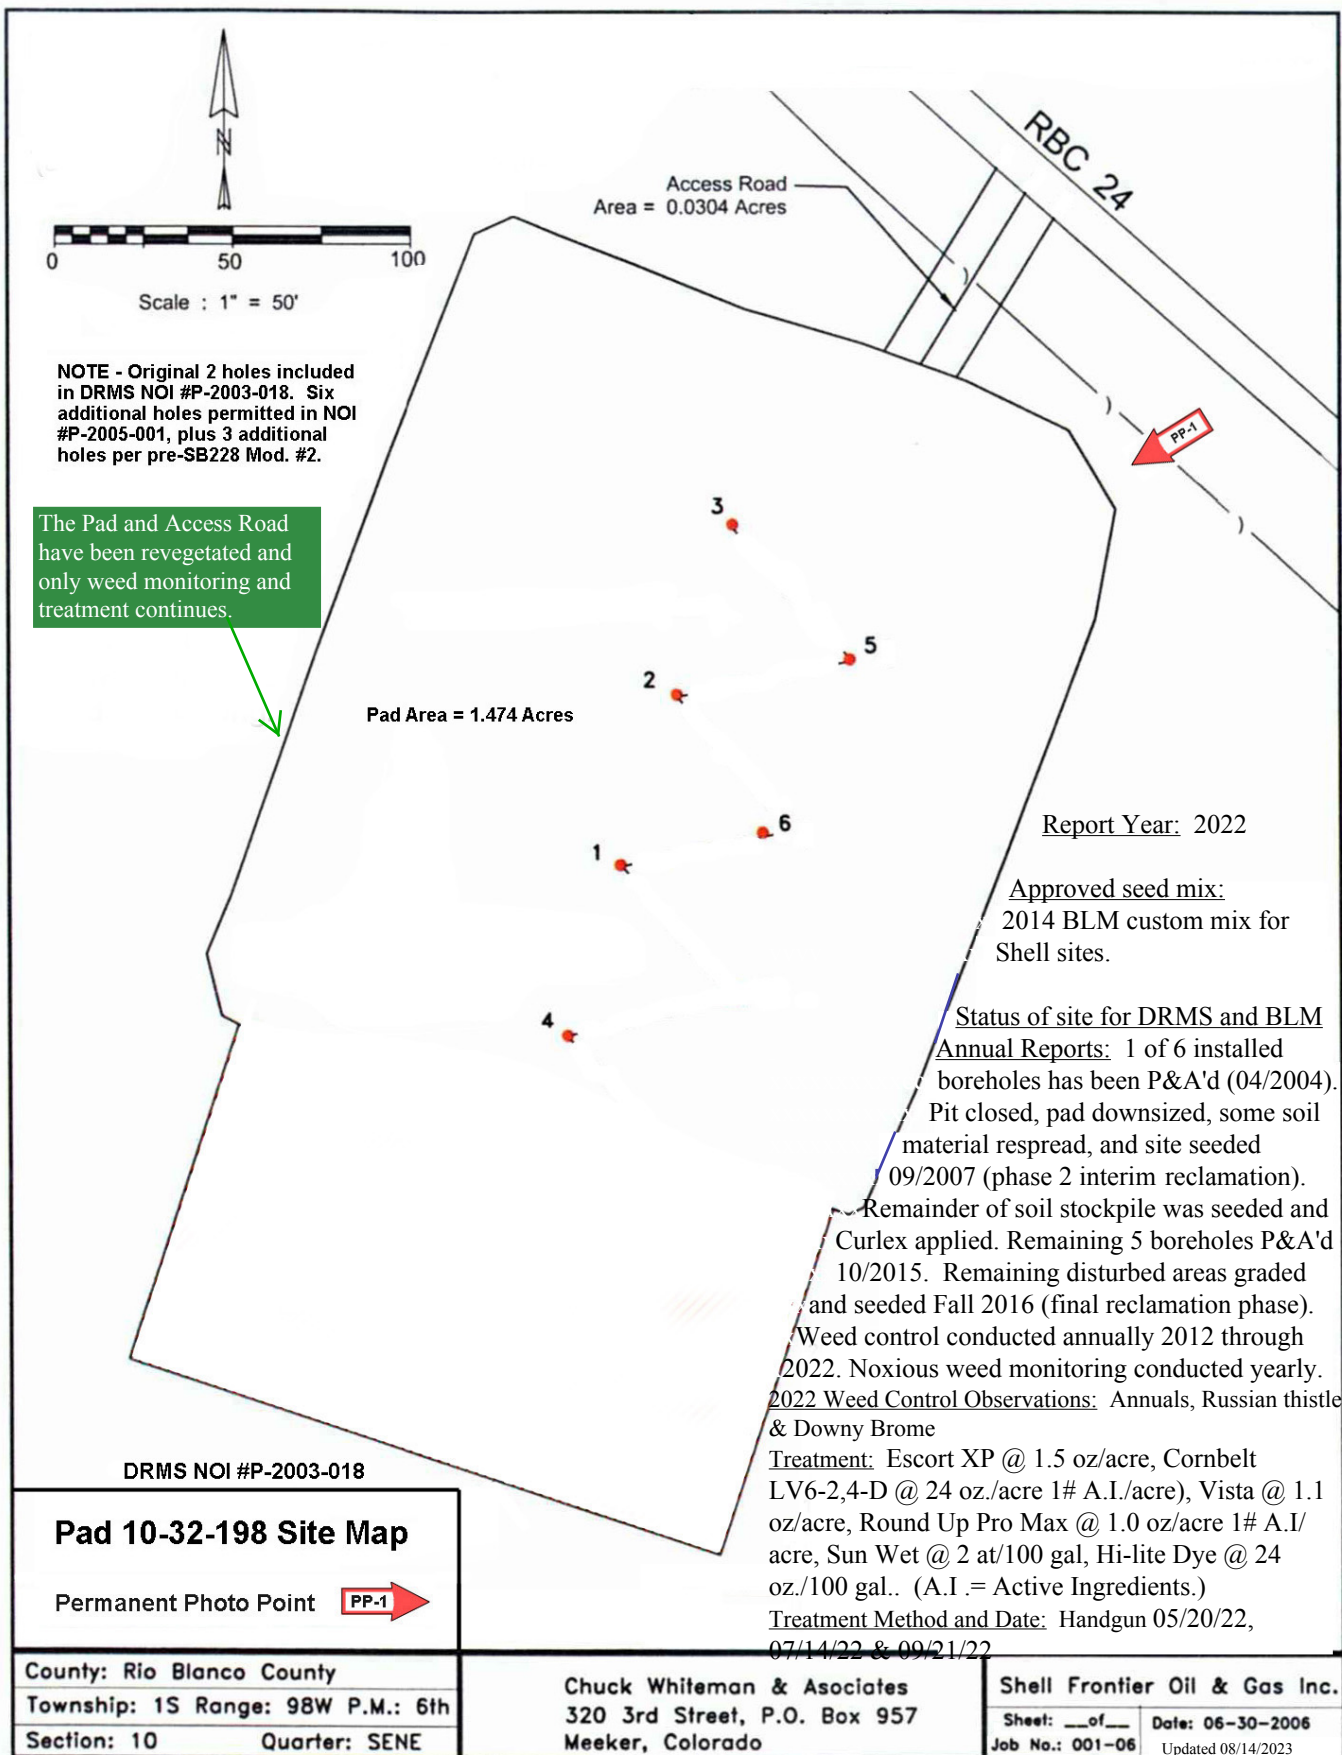 N
RBC 24
Access Road
Area = 0.0304 Acres
0 50 100
Scale : 1" = 50'
NOTE - Original 2 holes included
in DRMS NOI #P-2003-018. Six
additional holes permitted in NOI
#P-2005-001, plus 3 additional
holes per pre-SB228 Mod. #2.
PP-1
The Pad and Access Road
have been revegetated and
only weed monitoring and
treatment continues.
3
5
2
Pad Area = 1.474 Acres
6
1
4
Report Year: 2022
Approved seed mix:
2014 BLM custom mix for
Shell sites.
Status of site for DRMS and BLM
Annual Reports: 1 of 6 installed
boreholes has been P&A'd (04/2004).
Pit closed, pad downsized, some soil
material respread, and site seeded
09/2007 (phase 2 interim reclamation).
Remainder of soil stockpile was seeded and
Curlex applied. Remaining 5 boreholes P&A'd
10/2015. Remaining disturbed areas graded
and seeded Fall 2016 (final reclamation phase).
Weed control conducted annually 2012 through
2022. Noxious weed monitoring conducted yearly.
2022 Weed Control Observations: Annuals, Russian thistle
& Downy Brome
Treatment: Escort XP @ 1.5 oz/acre, Cornbelt
LV6-2,4-D @ 24 oz./acre 1# A.I./acre), Vista @ 1.1
oz/acre, Round Up Pro Max @ 1.0 oz/acre 1# A.I/
acre, Sun Wet @ 2 at/100 gal, Hi-lite Dye @ 24
oz./100 gal.. (A.I .= Active Ingredients.)
Treatment Method and Date: Handgun 05/20/22,
07/14/22 & 09/21/22
DRMS NOI #P-2003-018
Pad 10-32-198 Site Map
Permanent Photo Point PP-1
County: Rio Blanco County
Township: 1S Range: 98W P.M.: 6th
Section: 10 Quarter: SENE
Chuck Whiteman & Asociates
320 3rd Street, P.O. Box 957
Meeker, Colorado
Shell Frontier Oil & Gas Inc.
Sheet: __of__ Date: 06-30-2006
Job No.: 001-06 Updated 08/14/2023